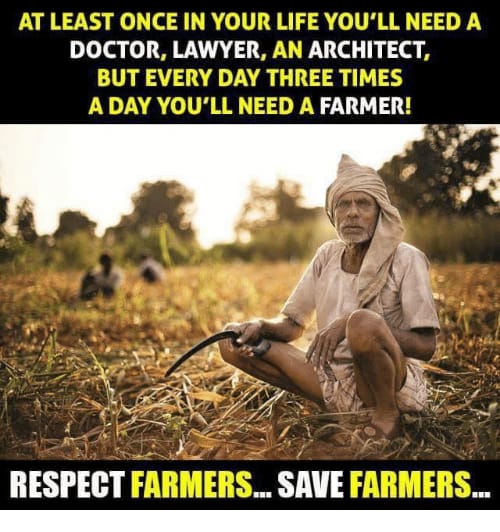 AT LEAST ONCE IN YOUR LIFE YOU'LL NEED A
DOCTOR, LAWYER, AN ARCHITECT,
BUT EVERY DAY THREE TIMES
A DAY YOU'LL NEED A FARMER!
RESPECT FARMERS... SAVE FARMERS...